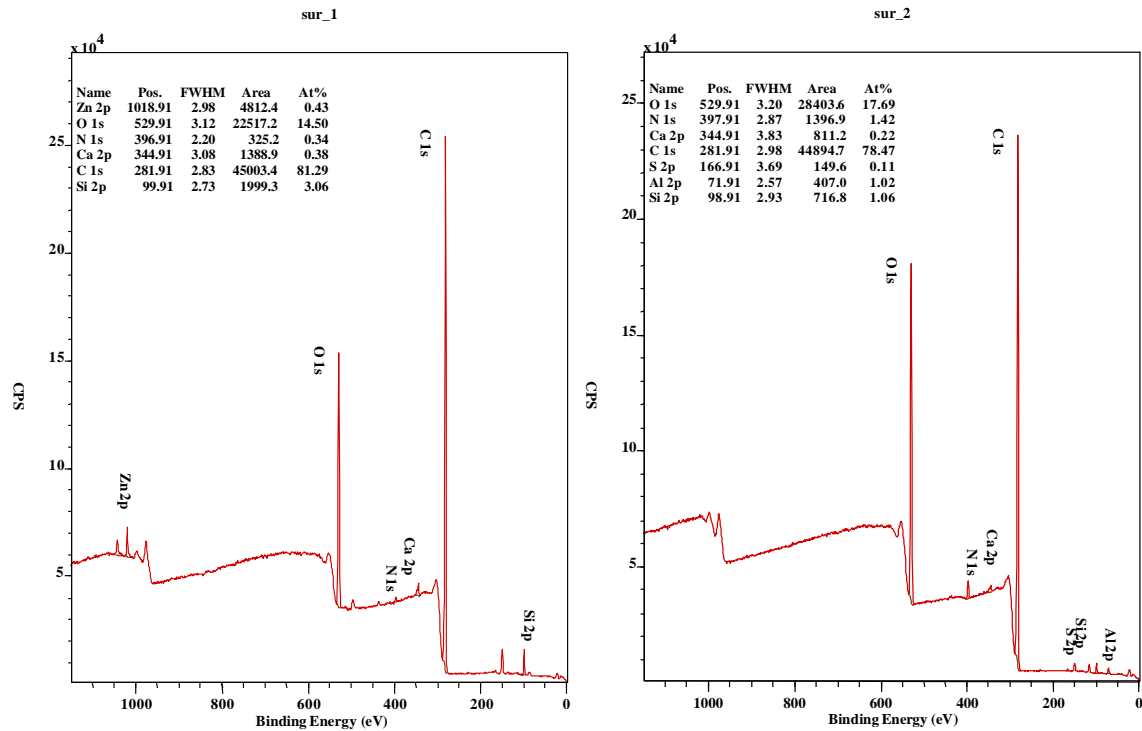 sur_1
x 10^4
Name Pos. FWHM Area At%
Zn 2p 1018.91 2.98 4812.4 0.43
O 1s 529.91 3.12 22517.2 14.50
N 1s 396.91 2.20 325.2 0.34
Ca 2p 344.91 3.08 1388.9 0.38
C 1s 281.91 2.83 45003.4 81.29
Si 2p 99.91 2.73 1999.3 3.06
C 1s
25
20
15
10
5
CPS
O 1s
Zn 2p
Ca 2p
N 1s
Si 2p
1000 800 600 400 200 0
Binding Energy (eV)
sur_2
x 10^4
Name Pos. FWHM Area At%
O 1s 529.91 3.20 28403.6 17.69
N 1s 397.91 2.87 1396.9 1.42
Ca 2p 344.91 3.83 811.2 0.22
C 1s 281.91 2.98 44894.7 78.47
S 2p 166.91 3.69 149.6 0.11
Al 2p 71.91 2.57 407.0 1.02
Si 2p 98.91 2.93 716.8 1.06
C 1s
25
20
15
10
5
CPS
O 1s
Ca 2p
N 1s
Si 2p
S 2p
Al 2p
1000 800 600 400 200 0
Binding Energy (eV)